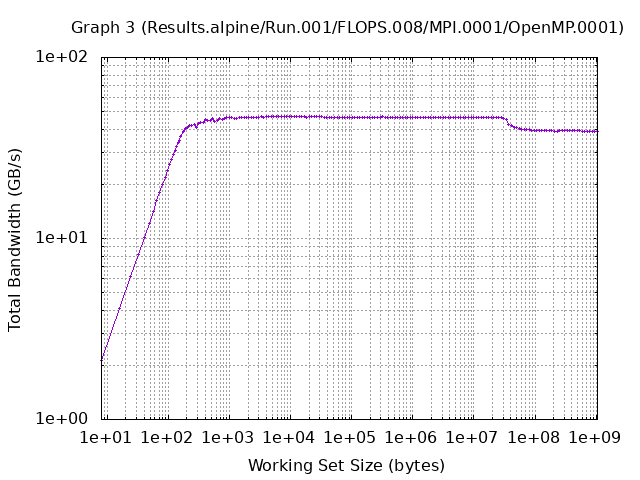 Graph 3 (Results.alpine/Run.001/FLOPS.008/MPI.0001/OpenMP.0001)
1e+02
1e+01
1e+00
Total Bandwidth (GB/s)
1e+01 1e+02 1e+03 1e+04 1e+05 1e+06 1e+07 1e+08 1e+09
Working Set Size (bytes)